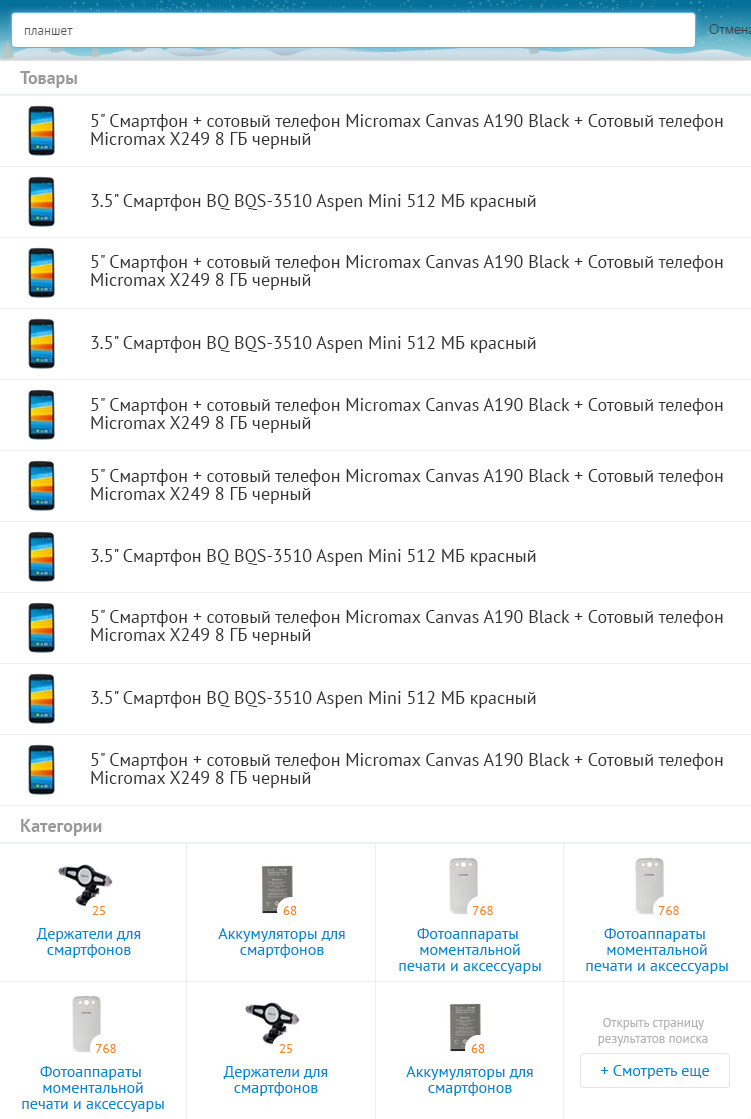 планшет
Отмена
Товары
5" Смартфон + сотовый телефон Micromax Canvas A190 Black + Сотовый телефон
Micromax X249 8 ГБ черный
3.5" Смартфон BQ BQS-3510 Aspen Mini 512 МБ красный
5" Смартфон + сотовый телефон Micromax Canvas A190 Black + Сотовый телефон
Micromax X249 8 ГБ черный
3.5" Смартфон BQ BQS-3510 Aspen Mini 512 МБ красный
5" Смартфон + сотовый телефон Micromax Canvas A190 Black + Сотовый телефон
Micromax X249 8 ГБ черный
5" Смартфон + сотовый телефон Micromax Canvas A190 Black + Сотовый телефон
Micromax X249 8 ГБ черный
3.5" Смартфон BQ BQS-3510 Aspen Mini 512 МБ красный
5" Смартфон + сотовый телефон Micromax Canvas A190 Black + Сотовый телефон
Micromax X249 8 ГБ черный
3.5" Смартфон BQ BQS-3510 Aspen Mini 512 МБ красный
5" Смартфон + сотовый телефон Micromax Canvas A190 Black + Сотовый телефон
Micromax X249 8 ГБ черный
Категории
25
Держатели для
смартфонов
68
Аккумуляторы для
смартфонов
768
Фотоаппараты
моментальной
печати и аксессуары
768
Фотоаппараты
моментальной
печати и аксессуары
768
Фотоаппараты
моментальной
печати и аксессуары
25
Держатели для
смартфонов
68
Аккумуляторы для
смартфонов
Открыть страницу
результатов поиска
+ Смотреть еще